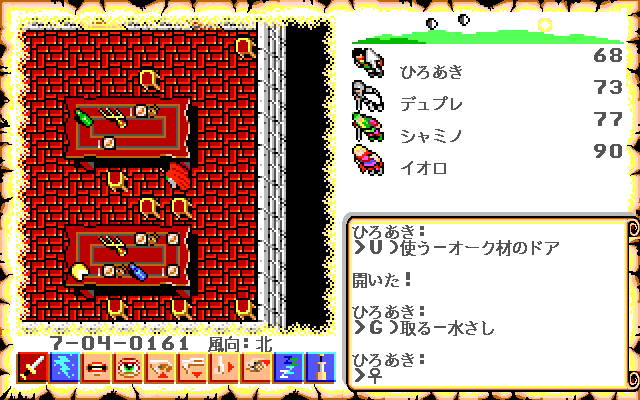 68
ひろあき
73
デュプレ
77
シャミノ
90
イオロ
ひろあき:
>U)使うーオーク材のドア
開いた!
ひろあき:
>G)取るー水さし
ひろあき:
>♀
7-04-0161 風向:北